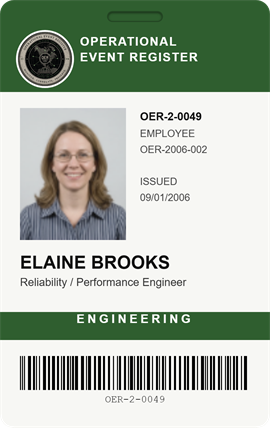 OPERATIONAL
EVENT REGISTER
OER-2-0049
EMPLOYEE
OER-2006-002
ISSUED
09/01/2006
ELAINE BROOKS
Reliability / Performance Engineer
ENGINEERING
OER-2-0049